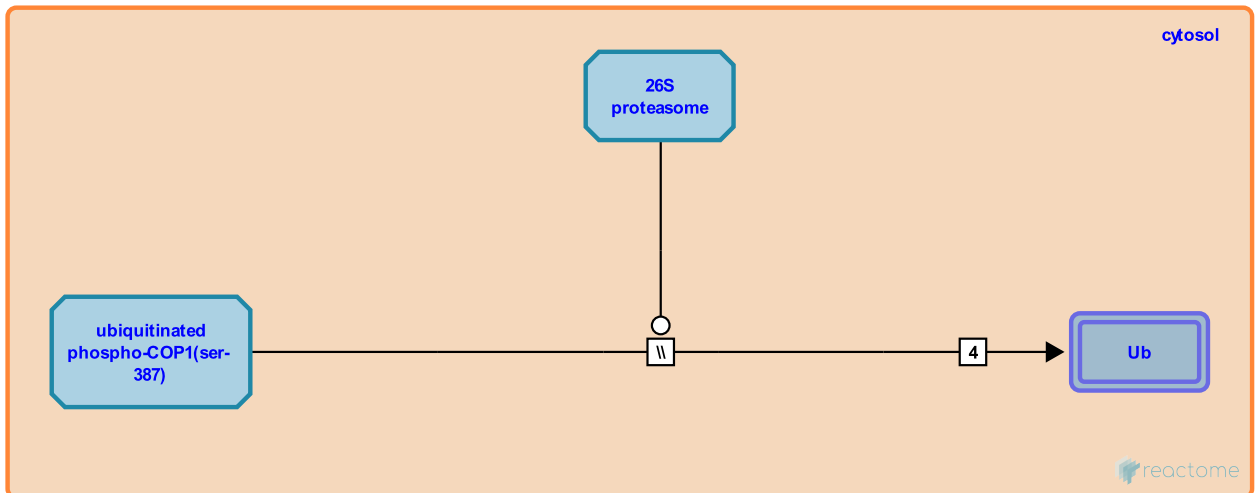 cytosol
26S
proteasome
ubiquitinated
phospho-COP1(ser-
387)
\\
4
Ub
reactome